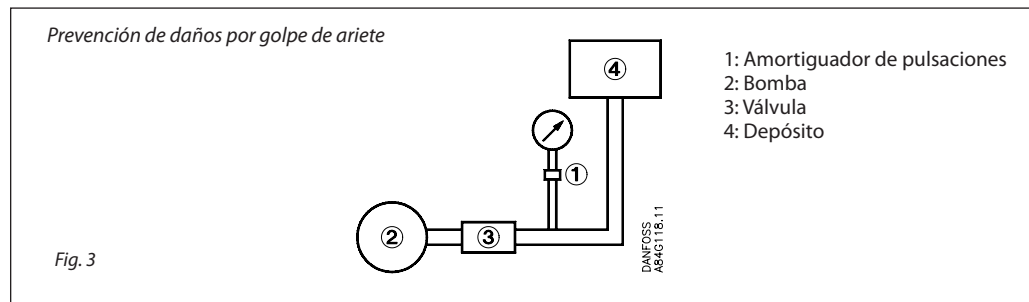 Prevención de daños por golpe de ariete
1: Amortiguador de pulsaciones
2: Bomba
3: Válvula
4: Depósito
4
1
2
3
DANFOSS
A84G118.11
Fig. 3